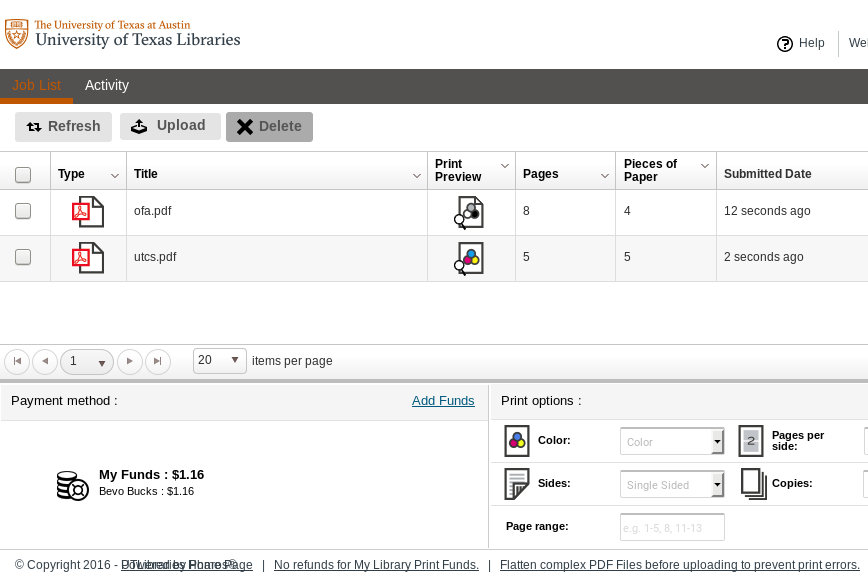 The University of Texas at Austin
University of Texas Libraries
Help
Wel
Job List Activity
Refresh Upload Delete
Type Title Print Preview Pages Pieces of Paper Submitted Date
ofa.pdf 8 4 12 seconds ago
utcs.pdf 5 5 2 seconds ago
1 20 items per page
Payment method : Add Funds
My Funds : $1.16
Bevo Bucks : $1.16
Print options :
Color: Color 2 Pages per side:
Sides: Single Sided Copies:
Page range: e.g. 1-5, 8, 11-13
© Copyright 2016 - UTLibraries Home Page | No refunds for My Library Print Funds. | Flatten complex PDF Files before uploading to prevent print errors.